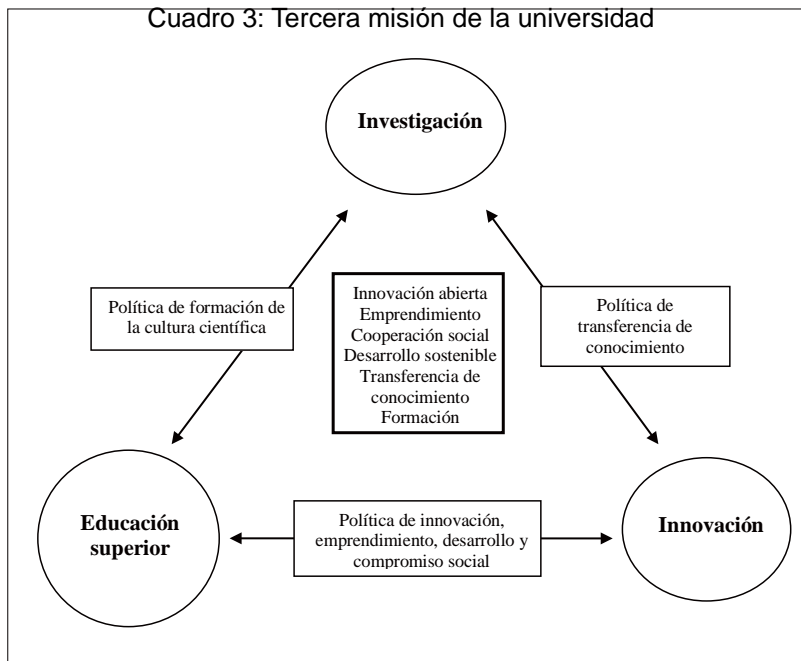 Cuadro 3: Tercera misión de la universidad
Investigación
Política de formación de
la cultura científica
Innovación abierta
Emprendimiento
Cooperación social
Desarrollo sostenible
Transferencia de
conocimiento
Formación
Política de
transferencia de
conocimiento
Educación
superior
Política de innovación,
emprendimiento, desarrollo y
compromiso social
Innovación